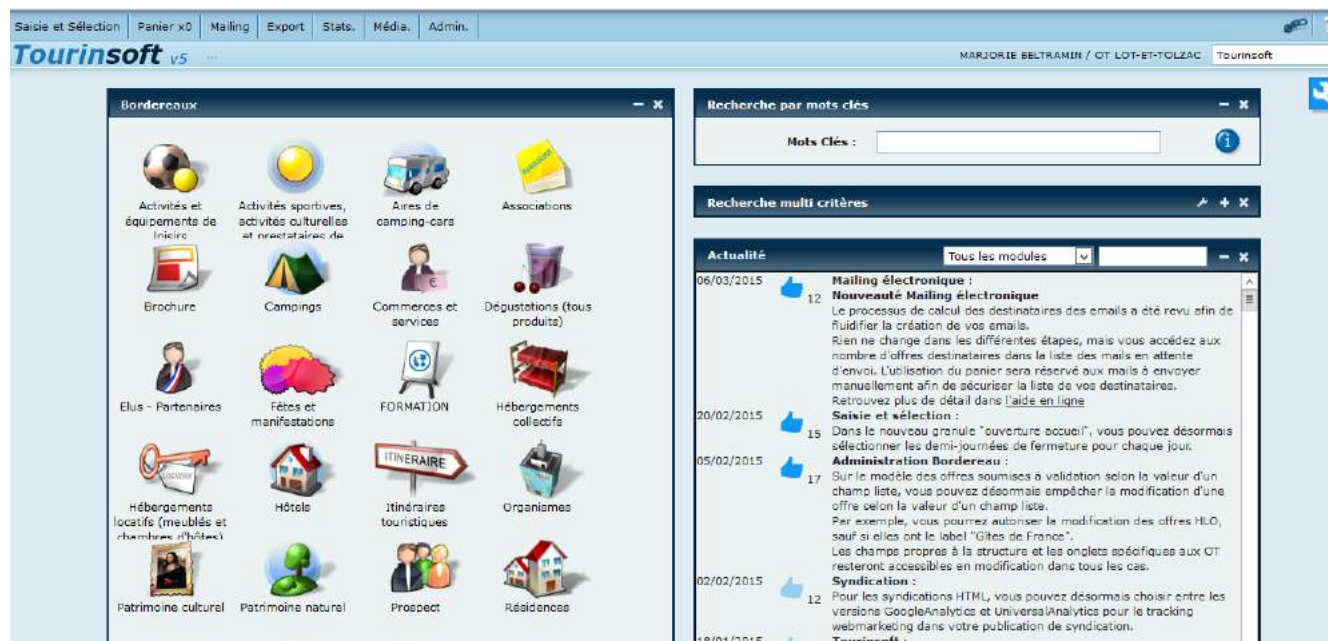 Saisie et Sélection Panier x0 Mailing Export Stats. Média. Admin.
Tourinsoft v5 ...
MARJORIE BELTRAMIN / OT LOT-ET-TOLZAC Tourinsoft
Bordereaux
Activités et
équipements de
loisirs
Activités sportives,
activités culturelles
et prestataires de
Aires de
camping-cars
Associations
Brochure
Campings
Commerces et
services
Dégustations (tous
produits)
Elus - Partenaires
Fêtes et
manifestations
FORMATION
Hébergements
collectifs
LOCATION
Hébergements
locatifs (meublés et
chambres d'hôtes)
Hôtels
ITINERAIRE
Itinéraires
touristiques
Organismes
Patrimoine culturel
Patrimoine naturel
Prospect
Résidences
Recherche par mots clés
Mots Clés :
Recherche multi critères
Actualité Tous les modules
06/03/2015 12 Mailing électronique :
Nouveauté Mailing électronique
Le processus de calcul des destinataires des emails a été revu afin de
fluidifier la création de vos emails.
Rien ne change dans les différentes étapes, mais vous accédez aux
nombre d'offres destinataires dans la liste des mails en attente
d'envoi. L'utilisation du panier sera réservé aux mails à envoyer
manuellement afin de sécuriser la liste de vos destinataires.
Retrouvez plus de détail dans l'aide en ligne
20/02/2015 15 Saisie et sélection :
Dans le nouveau granule "ouverture accueil", vous pouvez désormais
sélectionner les demi-journées de fermeture pour chaque jour.
05/02/2015 17 Administration Bordereau :
Sur le modèle des offres soumises à validation selon la valeur d'un
champ liste, vous pouvez désormais empêcher la modification d'une
offre selon la valeur d'un champ liste.
Par exemple, vous pourrez autoriser la modification des offres HLO,
sauf si elles ont le label "Gîtes de France".
Les champs propres à la structure et les onglets spécifiques aux OT
resteront accessibles en modification dans tous les cas.
02/02/2015 12 Syndication :
Pour les syndications HTML, vous pouvez désormais choisir entre les
versions GoogleAnalytics et UniversalAnalytics pour le tracking
webmarketing dans votre publication de syndication.
18/01/2015 Tourinsoft :